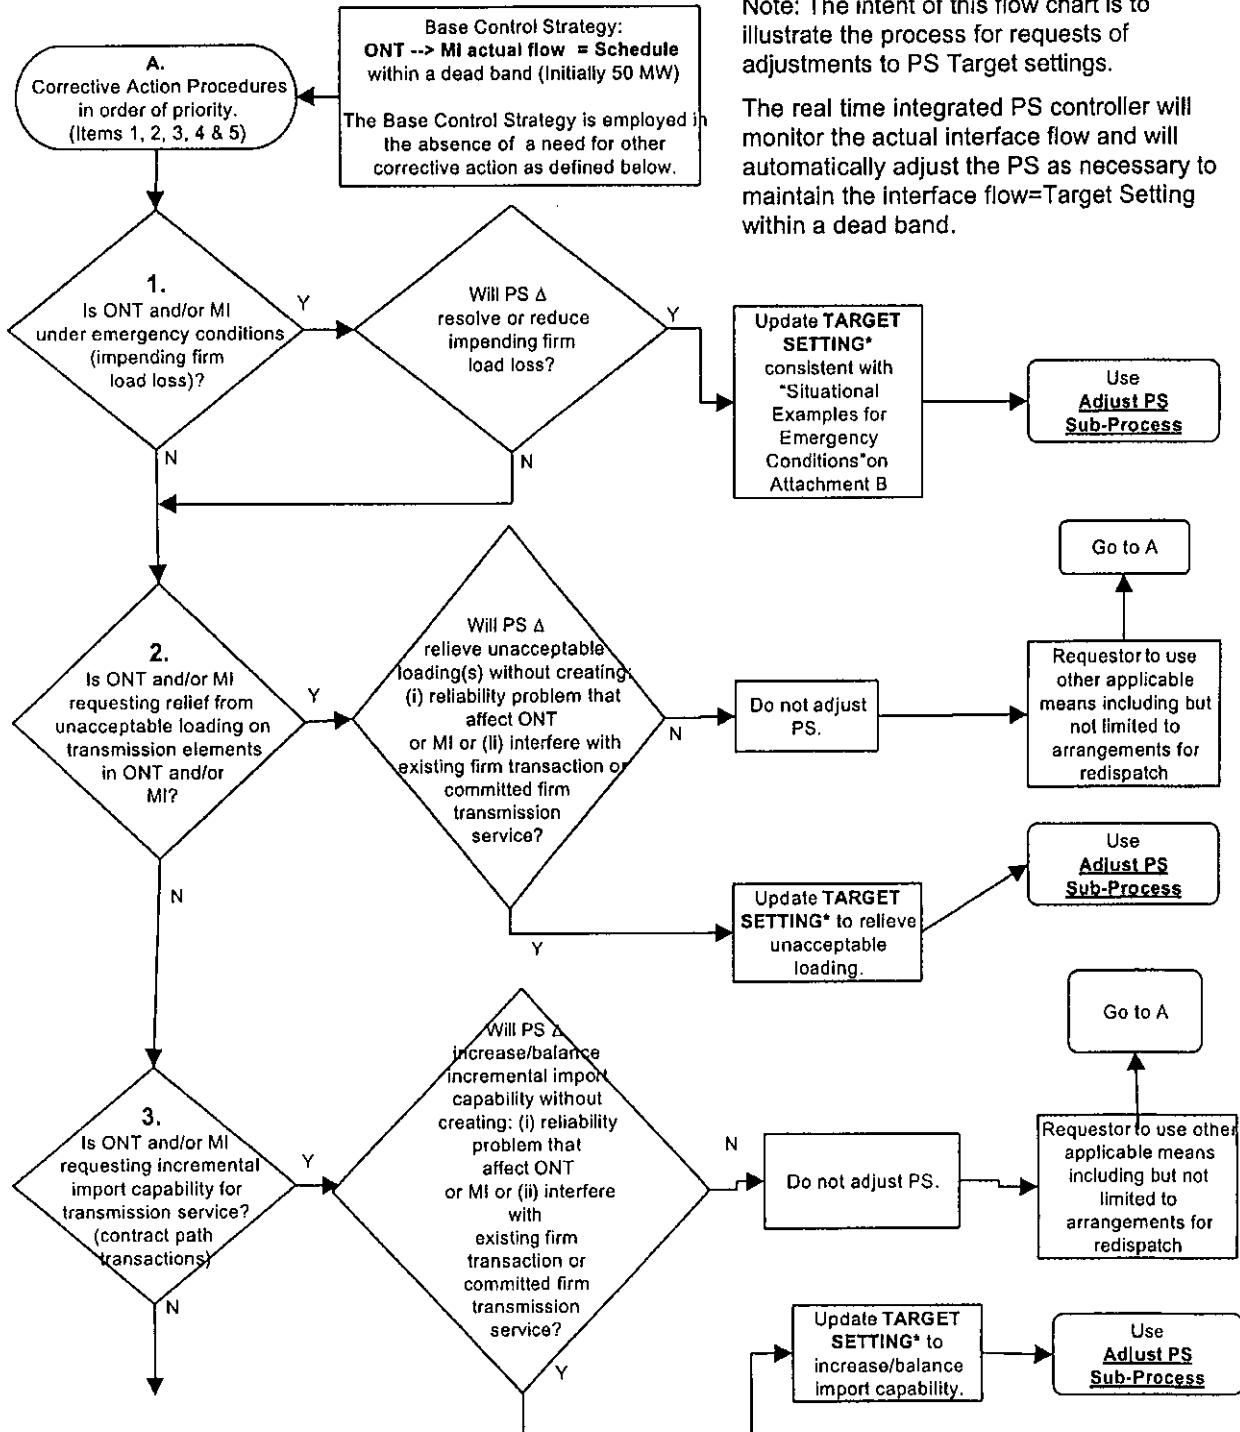 Base Control Strategy:
ONT --> MI actual flow = Schedule
within a dead band (Initially 50 MW)
The Base Control Strategy is employed in
the absence of a need for other
corrective action as defined below.
Note: The intent of this flow chart is to
illustrate the process for requests of
adjustments to PS Target settings.
The real time integrated PS controller will
monitor the actual interface flow and will
automatically adjust the PS as necessary to
maintain the interface flow=Target Setting
within a dead band.
A.
Corrective Action Procedures
in order of priority.
(Items 1, 2, 3, 4 & 5)
1.
Is ONT and/or MI
under emergency conditions
(impending firm
load loss)?
Y
N
Will PS Δ
resolve or reduce
impending firm
load loss?
Y
N
Update TARGET
SETTING*
consistent with
"Situational
Examples for
Emergency
Conditions"on
Attachment B
Use
Adjust PS
Sub-Process
2.
Is ONT and/or MI
requesting relief from
unacceptable loading on
transmission elements
in ONT and/or
MI?
Y
N
Will PS Δ
relieve unacceptable
loading(s) without creating:
(i) reliability problem that
affect ONT
or MI or (ii) interfere with
existing firm transaction or
committed firm
transmission
service?
N
Y
Do not adjust
PS.
Requestor to use
other applicable
means including but
not limited to
arrangements for
redispatch
Go to A
Update TARGET
SETTING* to relieve
unacceptable
loading.
Use
Adjust PS
Sub-Process
3.
Is ONT and/or MI
requesting incremental
import capability for
transmission service?
(contract path
transactions)
Y
N
Will PS Δ
increase/balance
incremental import
capability without
creating: (i) reliability
problem that
affect ONT
or MI or (ii) interfere
with
existing firm
transaction or
committed firm
transmission
service?
N
Y
Do not adjust PS.
Requestor to use other
applicable means
including but not
limited to
arrangements for
redispatch
Go to A
Update TARGET
SETTING* to
increase/balance
import capability.
Use
Adjust PS
Sub-Process